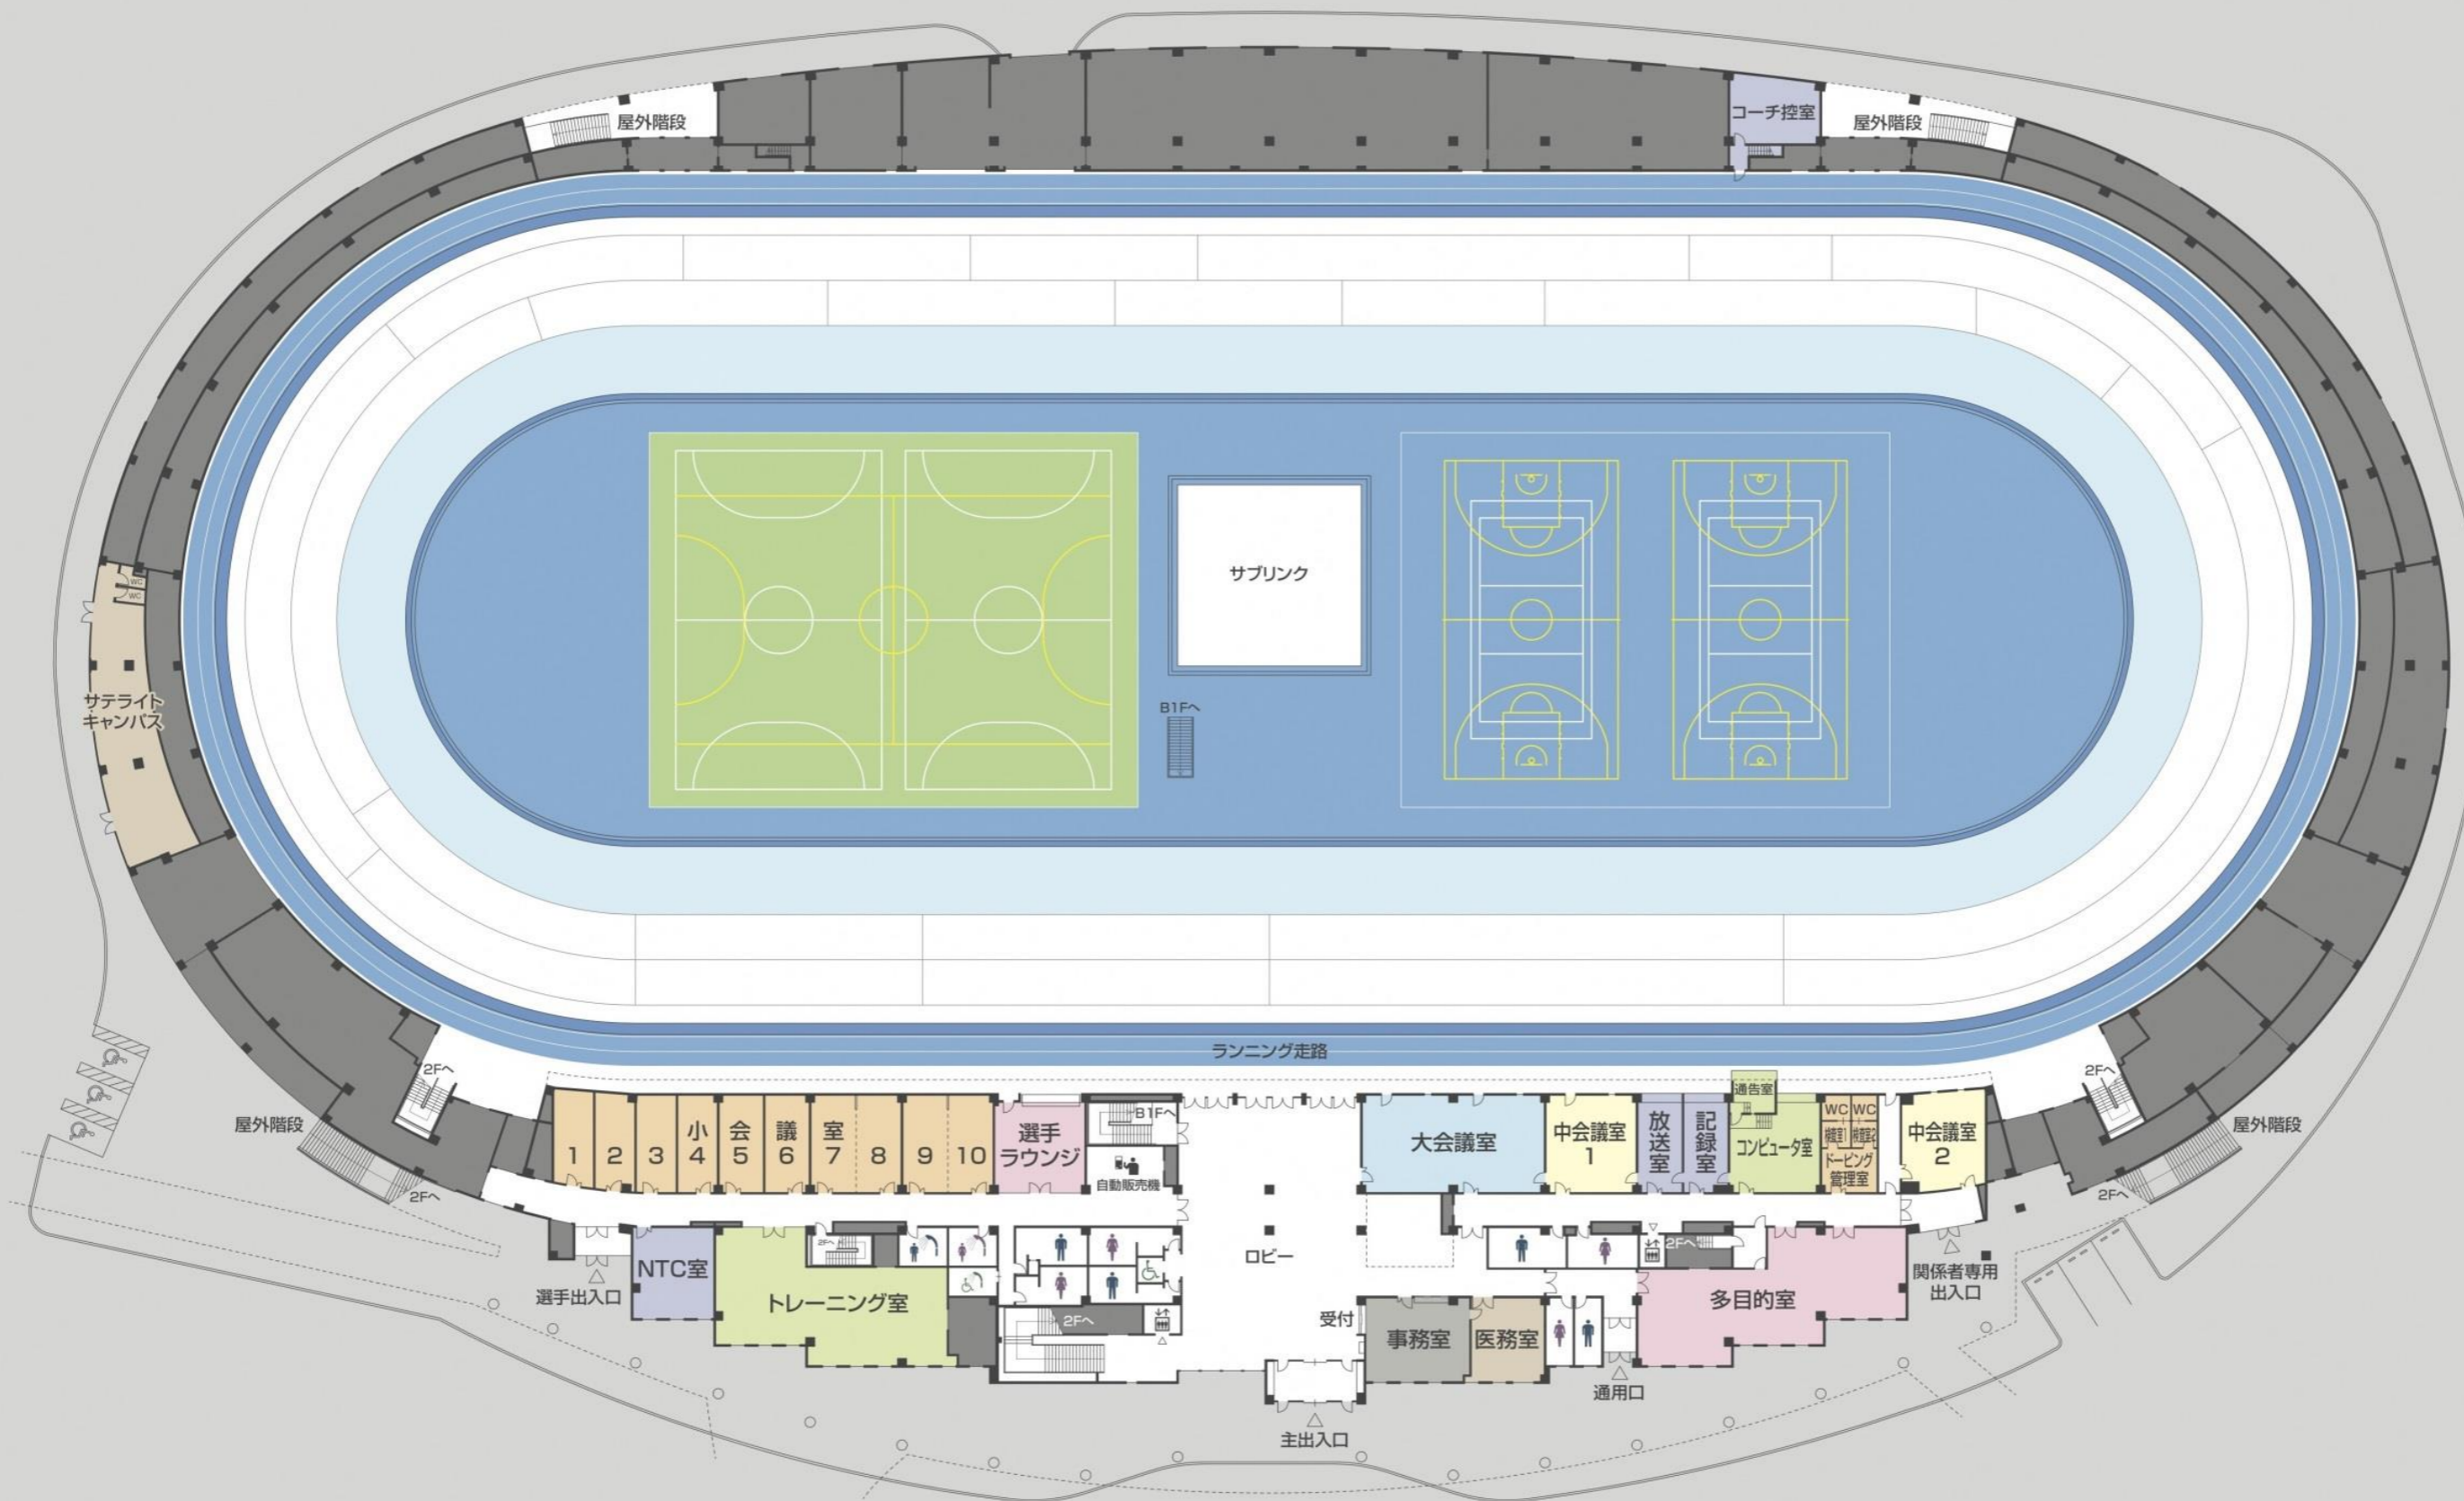 屋外階段
コーチ控室
屋外階段
WC
WC
サテライト
キャンパス
サブリンク
B1Fへ
ランニング走路
2Fへ
屋外階段
2Fへ
1
2
3
小
4
会
5
議
6
室
7
8
9
10
選手
ラウンジ
B1Fへ
自動販売機
大会議室
中会議室
1
放送室
記録室
通告室
コンピュータ室
WC
WC
ドーピング
管理室
中会議室
2
2Fへ
屋外階段
2Fへ
選手出入口
NTC室
2Fへ
トレーニング室
2Fへ
ロビー
受付
事務室
医務室
2Fへ
多目的室
関係者専用
出入口
通用口
主出入口